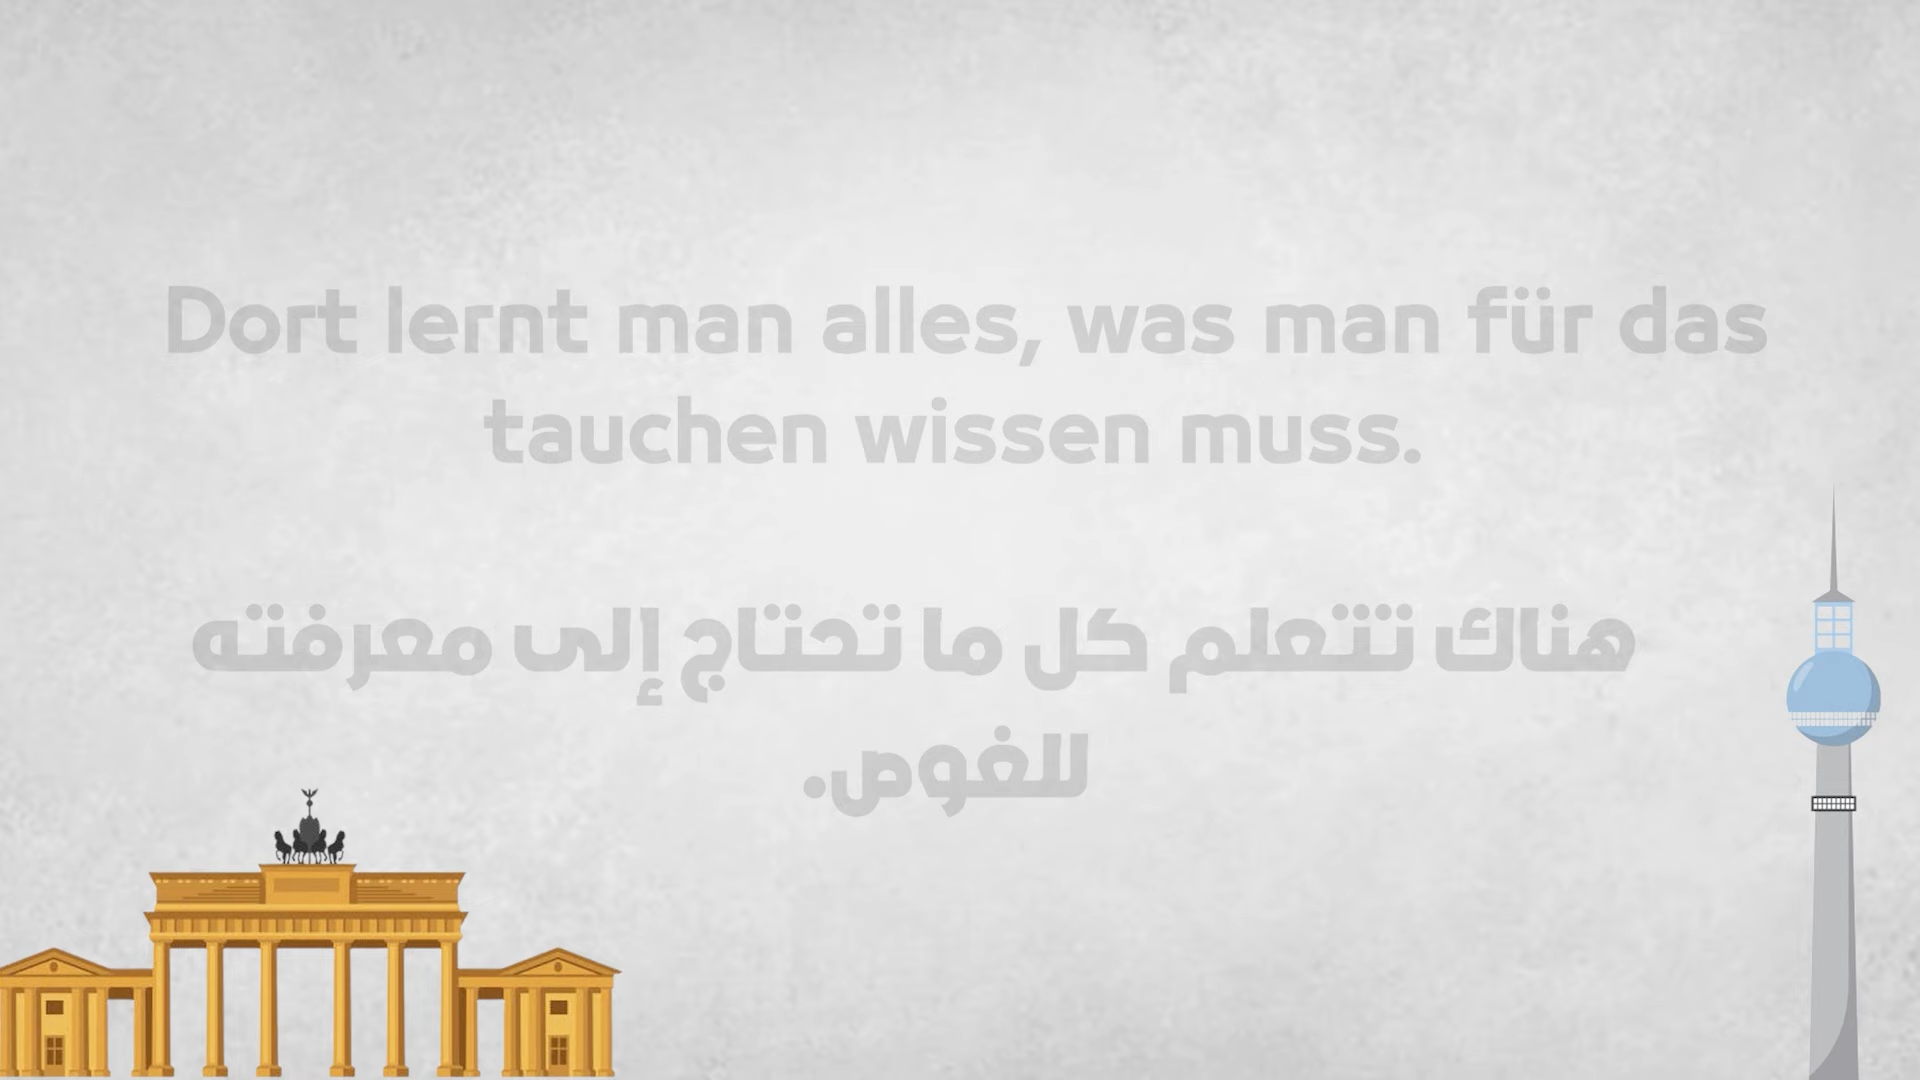 Dort lernt man alles, was man für das
tauchen wissen muss.
هناك تتعلم كل ما تحتاج إلى معرفته
للغوص.